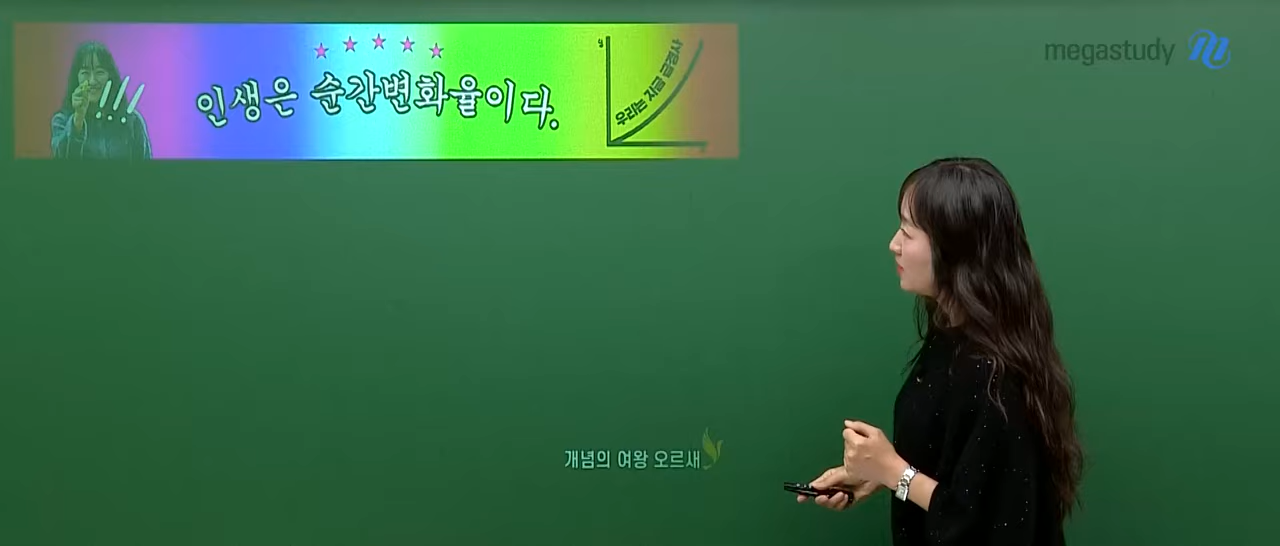 !!!
인생은 순간변화율이다.
y
우리는 지금 급경사
megastudy
개념의 여왕 오르새